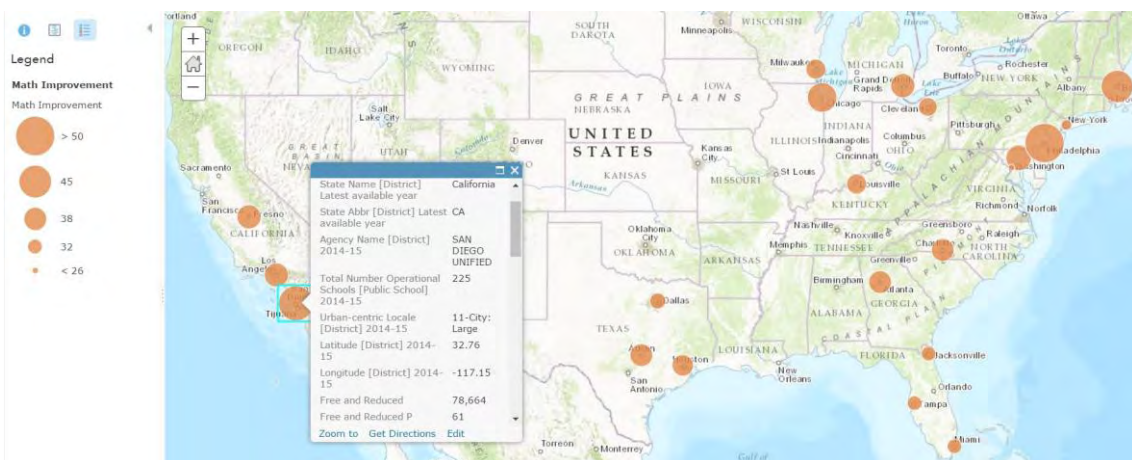 Legend
Math Improvement
Math Improvement
> 50
45
38
32
< 26
+
−
OREGON
IDAHO
WYOMING
SOUTH
DAKOTA
Minneapolis
WISCONSIN
Ottawa
Toronto
Rochester
Milwaukee
MICHIGAN
Grand
Rapids
Buffalo
NEW YORK
Albany
IOWA
GREAT PLAINS
NEBRASKA
Chicago
Cleveland
Salt
Lake City
UTAH
Denver
UNITED
STATES
Kansas
City
ILLINOIS
INDIANA
Indianapolis
Columbus
OHIO
Cincinnati
Pittsburgh
New York
Philadelphia
Washington
KANSAS
MISSOURI
St Louis
Louisville
KENTUCKY
VIRGINIA
Richmond
Norfolk
Sacramento
San
Francisco
Fresno
CALIFORNIA
Los
Angeles
Tijuana
Arkansas
Oklahoma
City
OKLAHOMA
ARKANSAS
Memphis
Nashville
TENNESSEE
Knoxville
Greensboro
Raleigh
NORTH
CAROLINA
Greenville
Birmingham
Atlanta
ALABAMA
GEORGIA
COASTAL PLAIN
Dallas
TEXAS
Austin
Houston
San
Antonio
LOUISIANA
New
Orleans
FLORIDA
Jacksonville
Orlando
Tampa
Miami
Torreón
Monterrey
Gulf of
State Name [District] California
Latest available year
State Abbr [District] Latest CA
available year
Agency Name [District] SAN
2014-15 DIEGO
UNIFIED
Total Number Operational 225
Schools [Public School]
2014-15
Urban-centric Locale 11-City:
[District] 2014-15 Large
Latitude [District] 2014- 32.76
15
Longitude [District] 2014- -117.15
15
Free and Reduced 78,664
Free and Reduced P 61
Zoom to Get Directions Edit